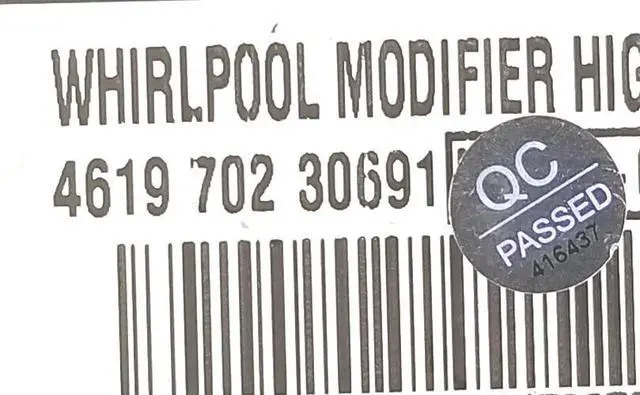 WHIRLPOOL MODIFIER HIG
4619 702 30691
QC
PASSED
416437